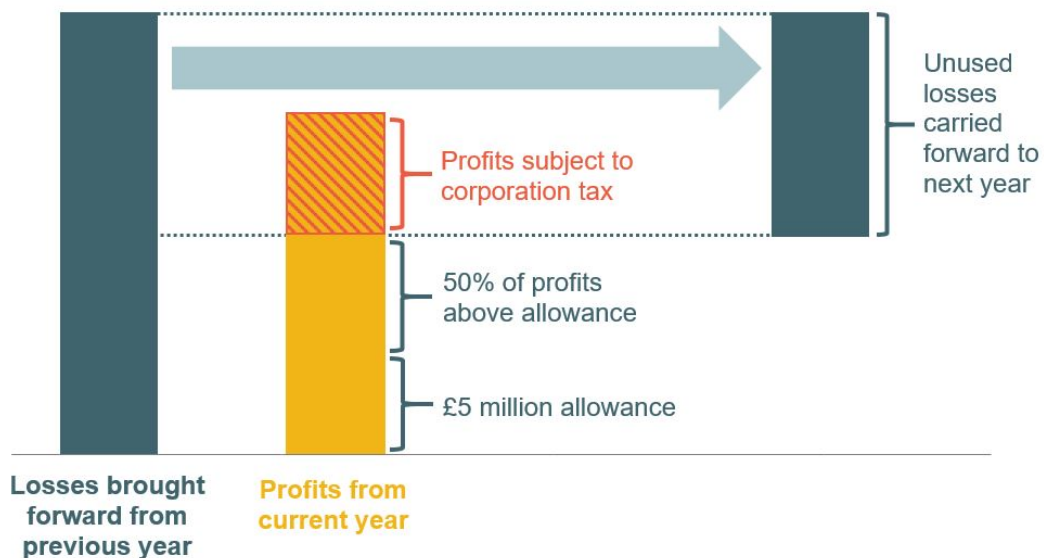 Unused
losses
carried
forward to
next year
Profits subject to
corporation tax
50% of profits
above allowance
£5 million allowance
Losses brought
forward from
previous year
Profits from
current year